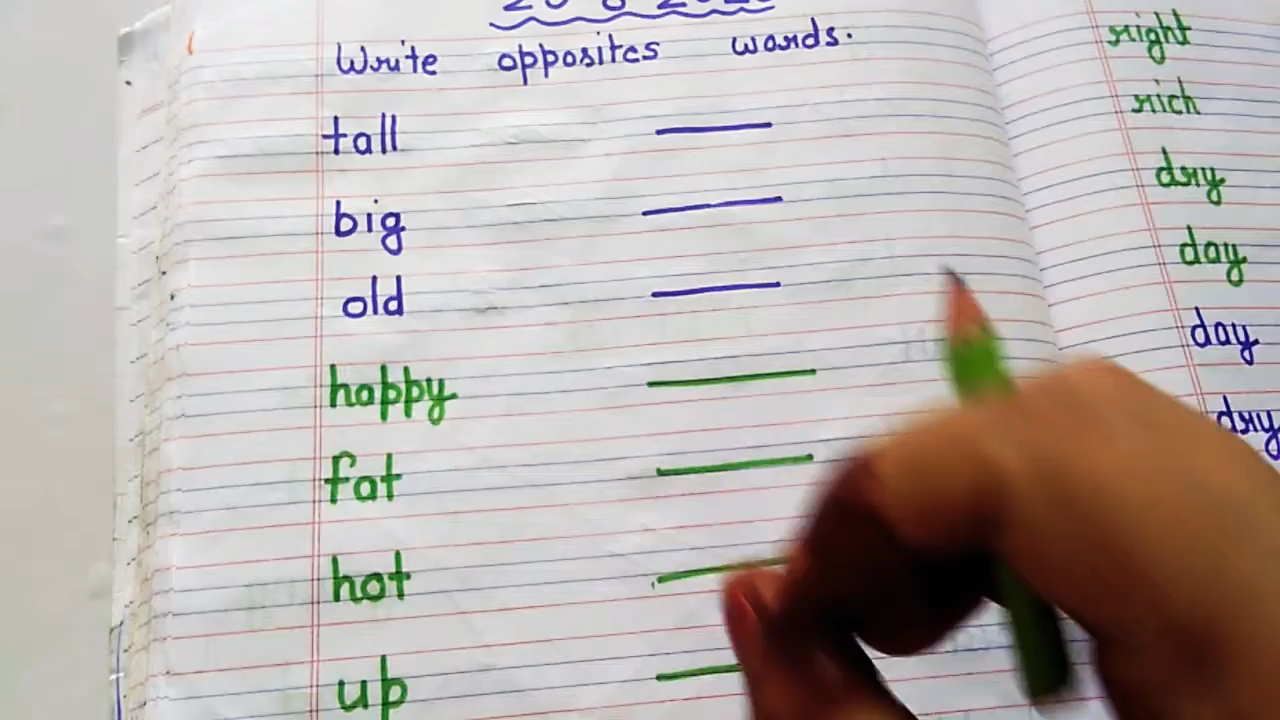 Write opposites words.
tall
big
old
happy
fat
hot
up
right
rich
dry
day
day
dry